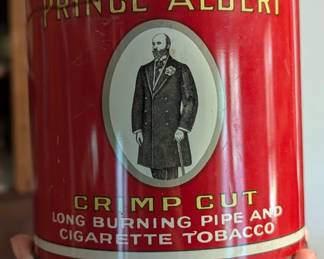 PRINCE ALBERT
CRIMP CUT
LONG BURNING PIPE AND
CIGARETTE TOBACCO